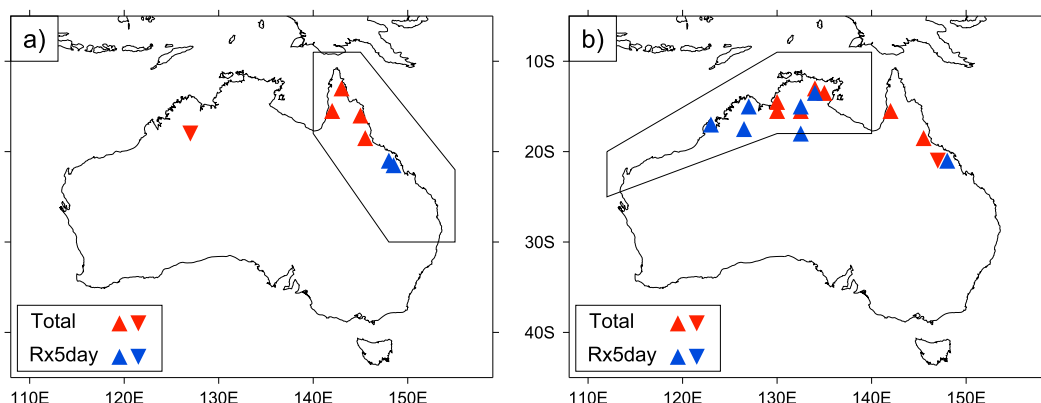 a)
b)
10S
20S
30S
40S
Total
Rx5day
Total
Rx5day
110E 120E 130E 140E 150E
110E 120E 130E 140E 150E